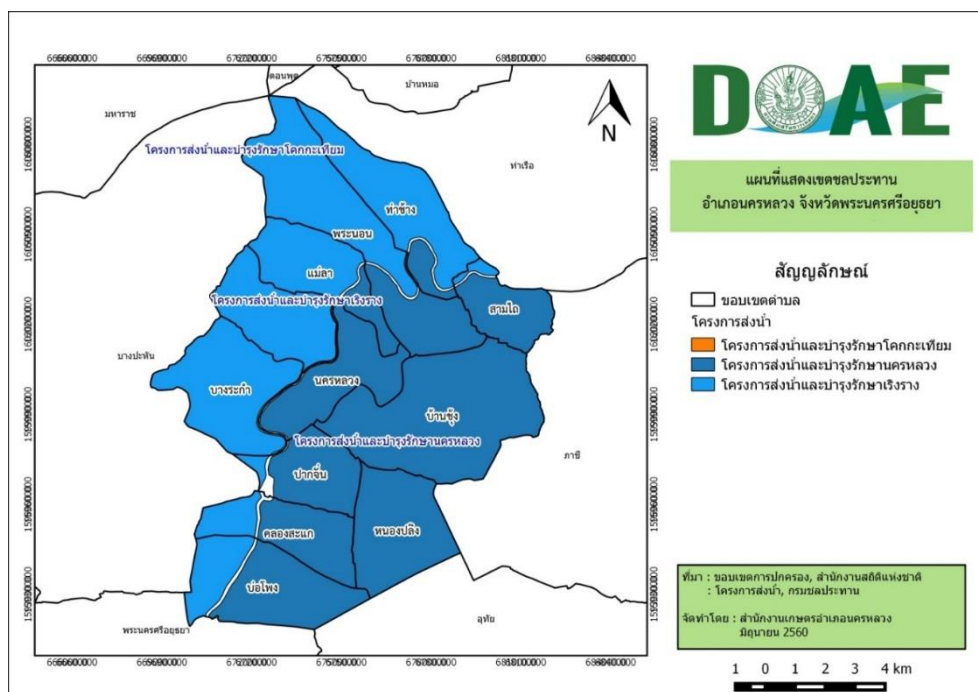 DOAE
แผนที่แสดงเขตชลประทาน
อำเภอนครหลวง จังหวัดพระนครศรีอยุธยา
สัญญลักษณ์
ขอบเขตตำบล
โครงการส่งน้ำ
โครงการส่งน้ำและบำรุงรักษาโคกกะเทียม
โครงการส่งน้ำและบำรุงรักษานครหลวง
โครงการส่งน้ำและบำรุงรักษาเริงราง
ที่มา : ขอบเขตการปกครอง, สำนักงานสถิติแห่งชาติ
: โครงการส่งน้ำ, กรมชลประทาน
จัดทำโดย : สำนักงานเกษตรอำเภอนครหลวง
มิถุนายน 2560
1 0 1 2 3 4 km
N
ดอนพุด
บ้านหมอ
มหาราช
โครงการส่งน้ำและบำรุงรักษาโคกกะเทียม
ท่าเรือ
ท่าช้าง
พระนอน
แม่ลา
โครงการส่งน้ำและบำรุงรักษาเริงราง
สามไถ
บางปะหัน
บางระกำ
นครหลวง
บ้านชุ้ง
โครงการส่งน้ำและบำรุงรักษานครหลวง
ภาชี
ปากจั่น
คลองสะแก
หนองปลิง
บ่อโพง
อุทัย
พระนครศรีอยุธยา